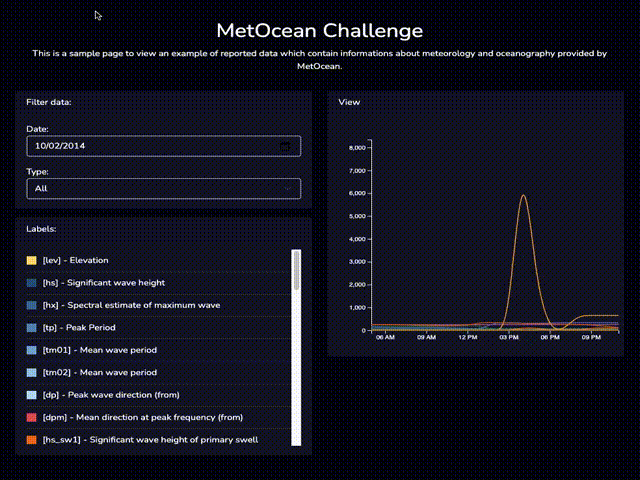 MetOcean Challenge
This is a sample page to view an example of reported data which contain informations about meteorology and oceanography provided by
MetOcean.
Filter data:
Date:
10/02/2014
Type:
All
Labels:
[lev] - Elevation
[hs] - Significant wave height
[hx] - Spectral estimate of maximum wave
[tp] - Peak Period
[tm01] - Mean wave period
[tm02] - Mean wave period
[dp] - Peak wave direction (from)
[dpm] - Mean direction at peak frequency (from)
[hs_sw1] - Significant wave height of primary swell
View
8,000
7,000
6,000
5,000
4,000
3,000
2,000
1,000
0
06 AM 09 AM 12 PM 03 PM 06 PM 09 PM